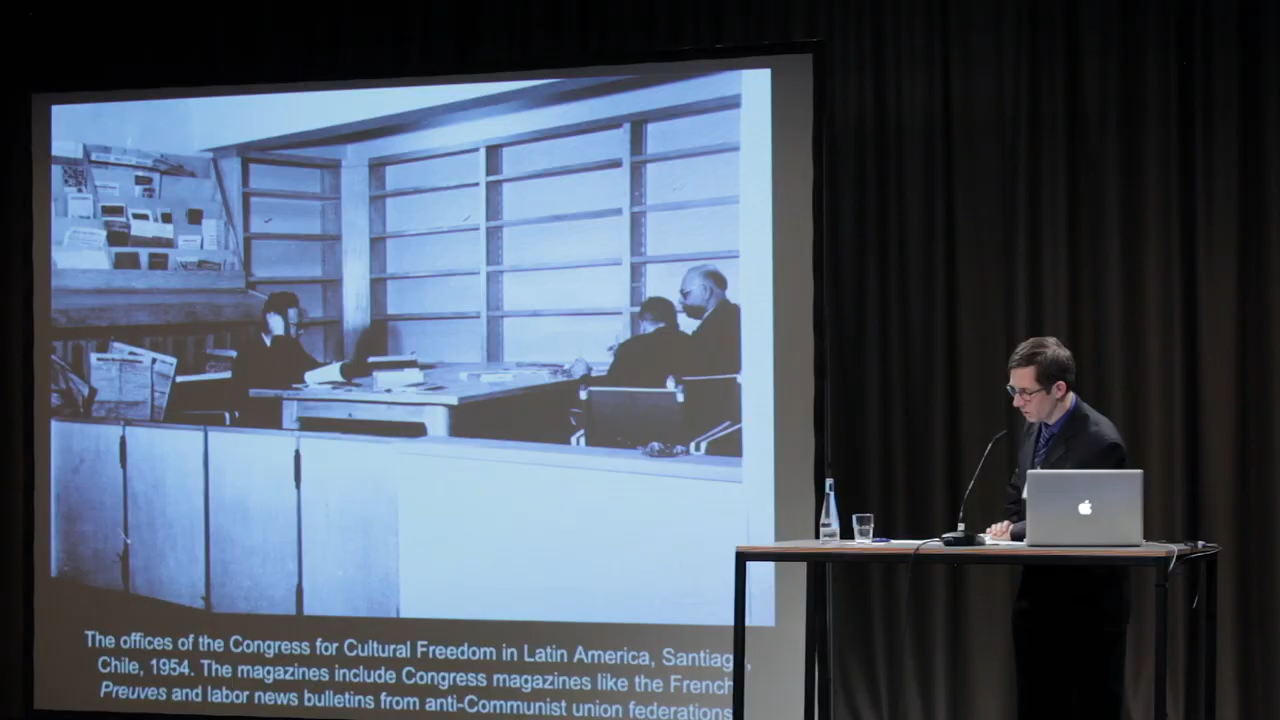 The offices of the Congress for Cultural Freedom in Latin America, Santiago,
Chile, 1954. The magazines include Congress magazines like the French
Preuves and labor news bulletins from anti-Communist union federations